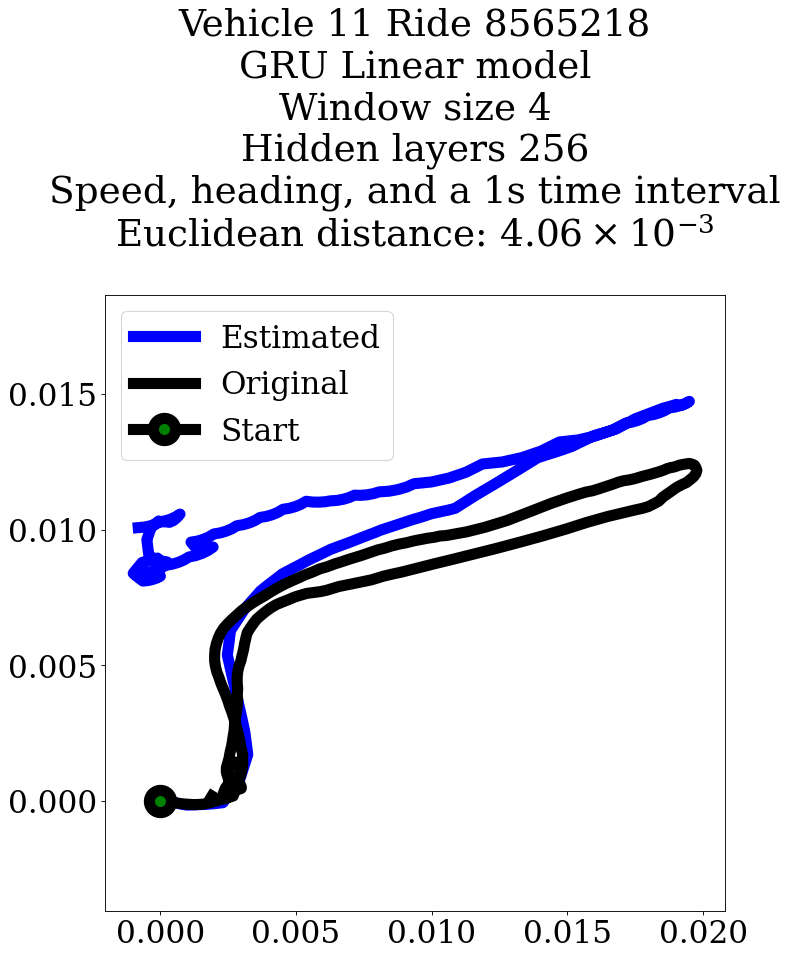 Vehicle 11 Ride 8565218
GRU Linear model
Window size 4
Hidden layers 256
Speed, heading, and a 1s time interval
Euclidean distance: 4.06 × 10⁻³
Estimated
Original
Start
0.015
0.010
0.005
0.000
0.000 0.005 0.010 0.015 0.020